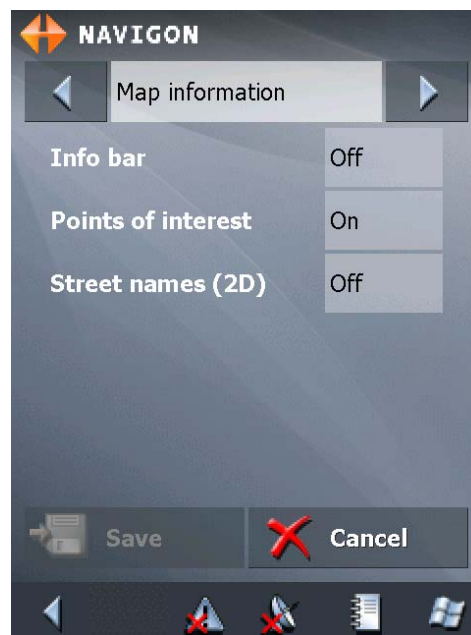 NAVIGON
Map information
Info bar Off
Points of interest On
Street names (2D) Off
Save Cancel